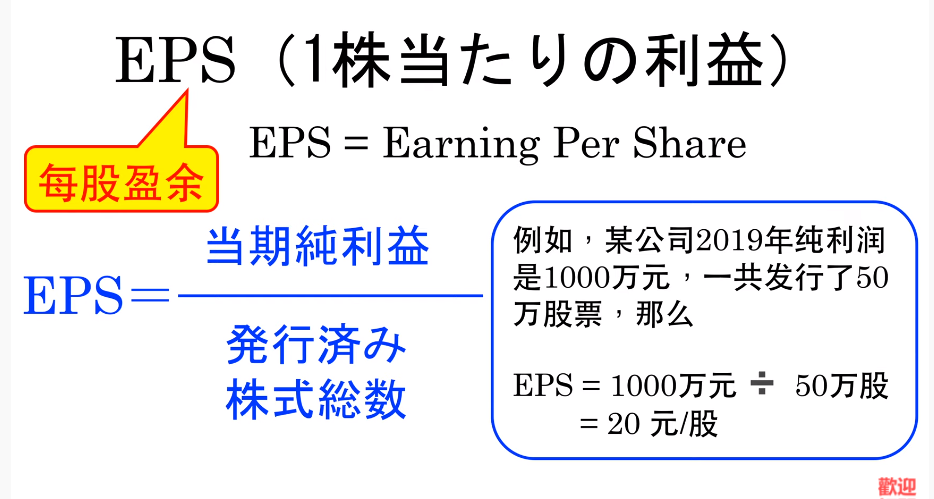 EPS（1株当たりの利益）
EPS = Earning Per Share
每股盈余
EPS＝
当期純利益
発行済み
株式総数
例如，某公司2019年纯利润
是1000万元，一共发行了50
万股票，那么
EPS = 1000万元 ÷ 50万股
= 20 元/股
歡迎